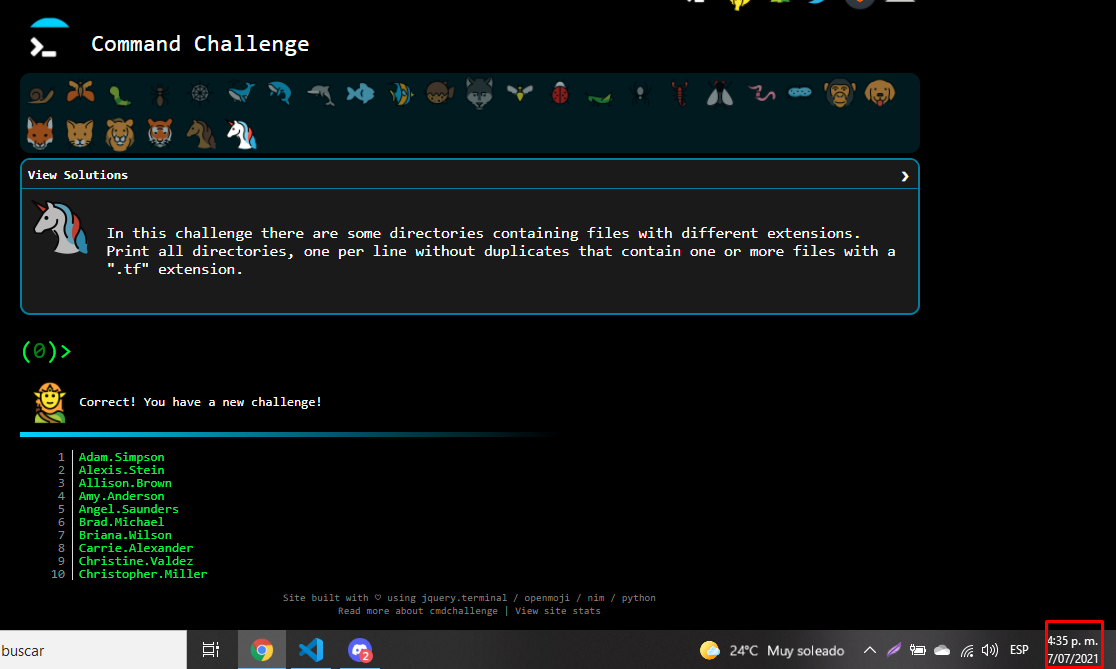 Command Challenge
View Solutions
In this challenge there are some directories containing files with different extensions.
Print all directories, one per line without duplicates that contain one or more files with a
".tf" extension.
(0)>
Correct! You have a new challenge!
1 Adam.Simpson
2 Alexis.Stein
3 Allison.Brown
4 Amy.Anderson
5 Angel.Saunders
6 Brad.Michael
7 Briana.Wilson
8 Carrie.Alexander
9 Christine.Valdez
10 Christopher.Miller
Site built with ♡ using jquery.terminal / openmoji / nim / python
Read more about cmdchallenge | View site stats
buscar
2
24°C Muy soleado
ESP
4:35 p. m.
7/07/2021